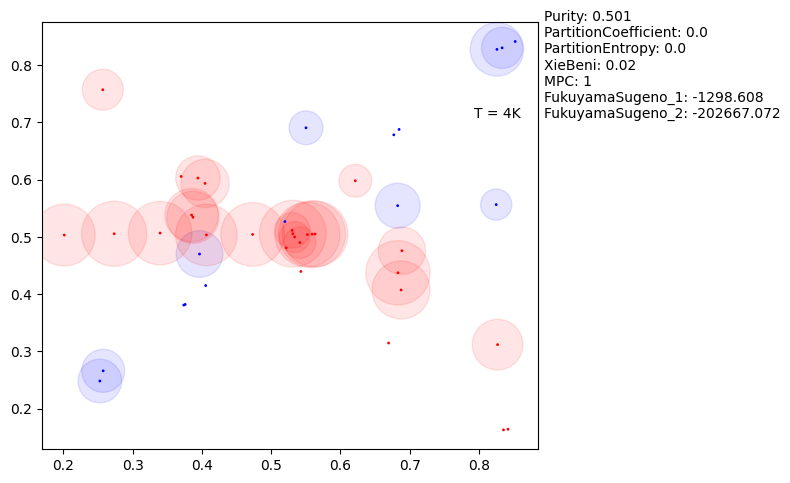 Purity: 0.501
PartitionCoefficient: 0.0
PartitionEntropy: 0.0
XieBeni: 0.02
MPC: 1
FukuyamaSugeno_1: -1298.608
FukuyamaSugeno_2: -202667.072
T = 4K
0.8
0.7
0.6
0.5
0.4
0.3
0.2
0.2 0.3 0.4 0.5 0.6 0.7 0.8